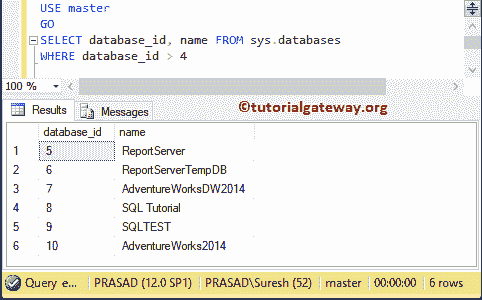 USE master
GO
SELECT database_id, name FROM sys.databases
WHERE database_id > 4
100 %
Results Messages
©tutorialgateway.org
database_id name
1 5 ReportServer
2 6 ReportServerTempDB
3 7 AdventureWorksDW2014
4 8 SQL Tutorial
5 9 SQLTEST
6 10 AdventureWorks2014
Query e... PRASAD (12.0 SP1) PRASAD\Suresh (52) master 00:00:00 6 rows